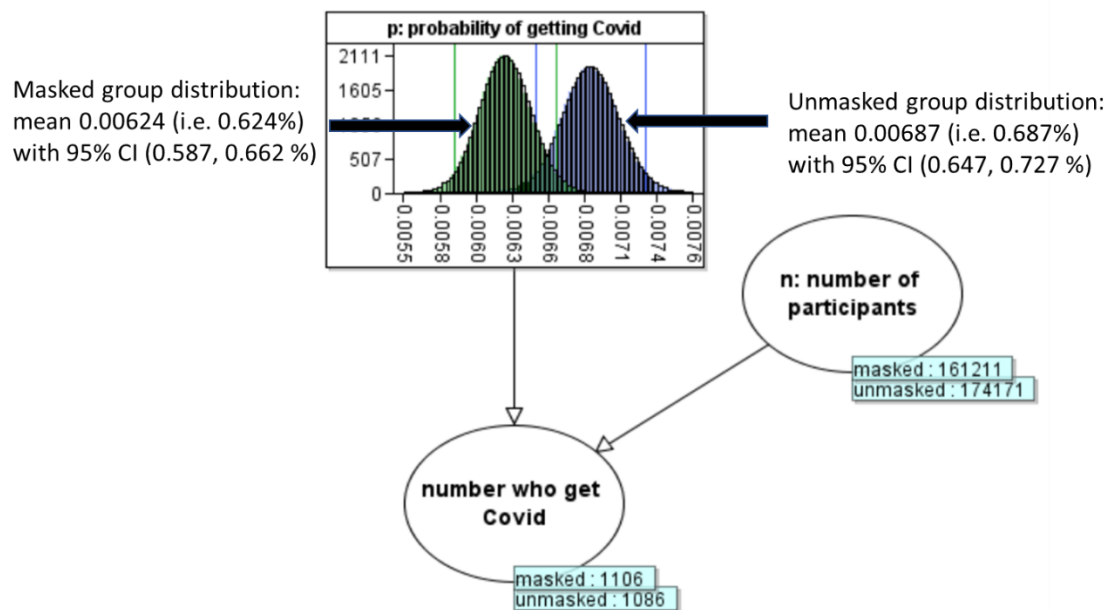 p: probability of getting Covid
2111
1605
507
0
0.0055
0.0058
0.0060
0.0063
0.0066
0.0068
0.0071
0.0074
0.0076
Masked group distribution:
mean 0.00624 (i.e. 0.624%)
with 95% CI (0.587, 0.662 %)
Unmasked group distribution:
mean 0.00687 (i.e. 0.687%)
with 95% CI (0.647, 0.727 %)
n: number of
participants
masked : 161211
unmasked : 174171
number who get
Covid
masked : 1106
unmasked : 1086